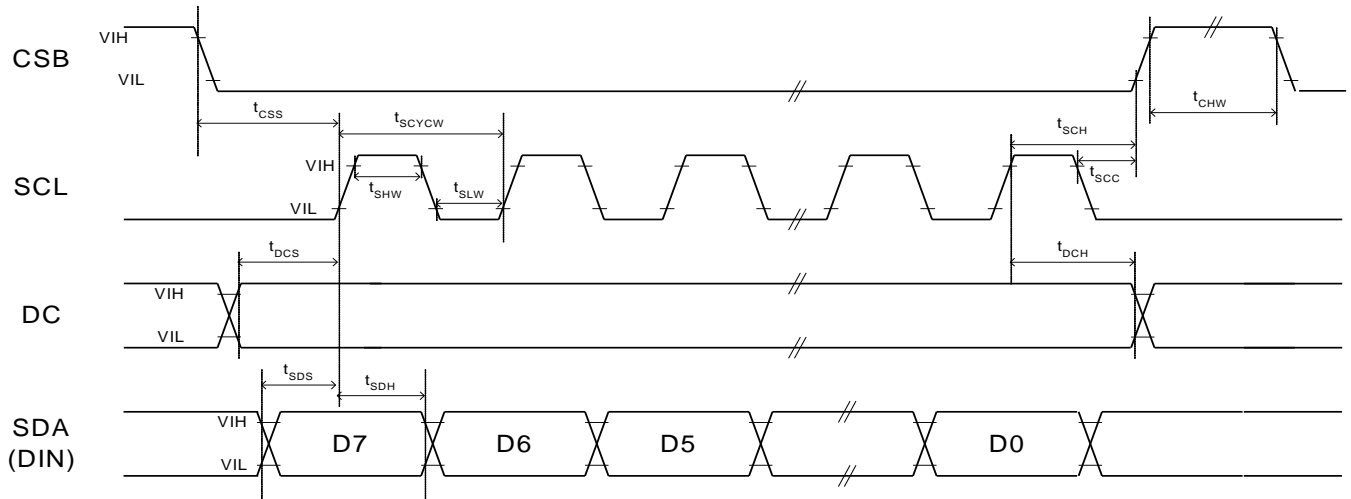 CSB
VIH
VIL
tCSS
tSCYCW
tCHW
tSCH
tSCC
SCL
VIH
VIL
tSHW
tSLW
tDCS
tDCH
DC
VIH
VIL
tSDS
tSDH
SDA
(DIN)
VIH
VIL
D7
D6
D5
D0